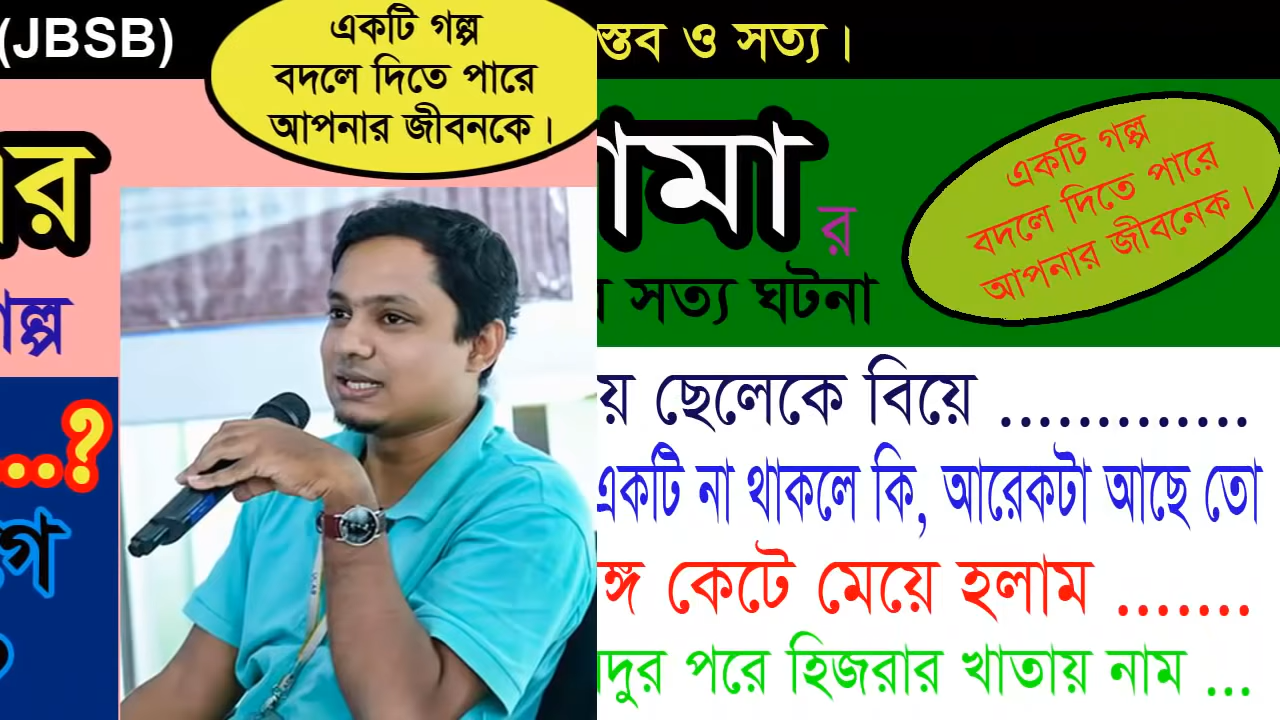 (JBSB)
একটি গল্প
বদলে দিতে পারে
আপনার জীবনকে।
র
গল্প
...?
স্তব ও সত্য।
মা
র
সত্য ঘটনা
একটি গল্প
বদলে দিতে পারে
আপনার জীবনেক।
য় ছেলেকে বিয়ে .............
একটি না থাকলে কি, আরেকটা আছে তো
ঙ্গ কেটে মেয়ে হলাম .......
দুর পরে হিজরার খাতায় নাম ...